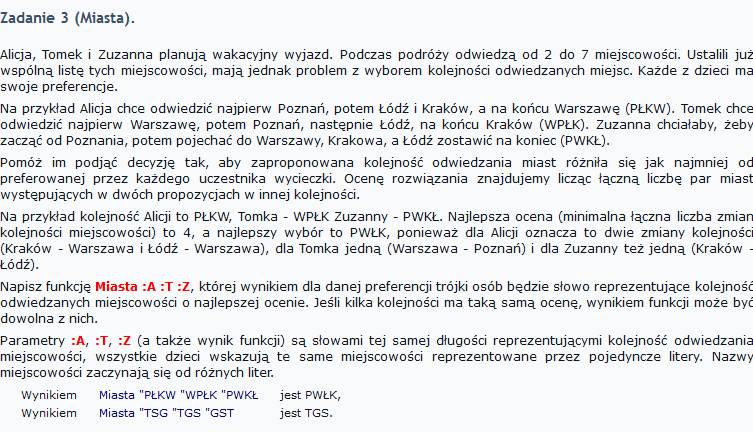 Zadanie 3 (Miasta).
Alicja, Tomek i Zuzanna planują wakacyjny wyjazd. Podczas podróży odwiedzą od 2 do 7 miejscowości. Ustalili już
wspólną listę tych miejscowości, mają jednak problem z wyborem kolejności odwiedzanych miejsc. Każde z dzieci ma
swoje preferencje.
Na przykład Alicja chce odwiedzić najpierw Poznań, potem Łódź i Kraków, a na końcu Warszawę (PŁKW). Tomek chce
odwiedzić najpierw Warszawę, potem Poznań, następnie Łódź, na końcu Kraków (WPŁK). Zuzanna chciałaby, żeby
zacząć od Poznania, potem pojechać do Warszawy, Krakowa, a Łódź zostawić na koniec (PWKŁ).
Pomóż im podjąć decyzję tak, aby zaproponowana kolejność odwiedzania miast różniła się jak najmniej od
preferowanej przez każdego uczestnika wycieczki. Ocenę rozwiązania znajdujemy licząc łączną liczbę par miast
występujących w dwóch propozycjach w innej kolejności.
Na przykład kolejność Alicji to PŁKW, Tomka - WPŁK Zuzanny - PWKŁ. Najlepsza ocena (minimalna łączna liczba zmian
kolejności miejscowości) to 4, a najlepszy wybór to PWŁK, ponieważ dla Alicji oznacza to dwie zmiany kolejności
(Kraków - Warszawa i Łódź - Warszawa), dla Tomka jedną (Warszawa - Poznań) i dla Zuzanny też jedną (Kraków -
Łódź).
Napisz funkcję Miasta :A :T :Z, której wynikiem dla danej preferencji trójki osób będzie słowo reprezentujące kolejność
odwiedzanych miejscowości o najlepszej ocenie. Jeśli kilka kolejności ma taką samą ocenę, wynikiem funkcji może być
dowolna z nich.
Parametry :A, :T, :Z (a także wynik funkcji) są słowami tej samej długości reprezentującymi kolejność odwiedzania
miejscowości, wszystkie dzieci wskazują te same miejscowości reprezentowane przez pojedyncze litery. Nazwy
miejscowości zaczynają się od różnych liter.
Wynikiem Miasta "PŁKW "WPŁK "PWKŁ jest PWŁK,
Wynikiem Miasta "TSG "TGS "GST jest TGS.